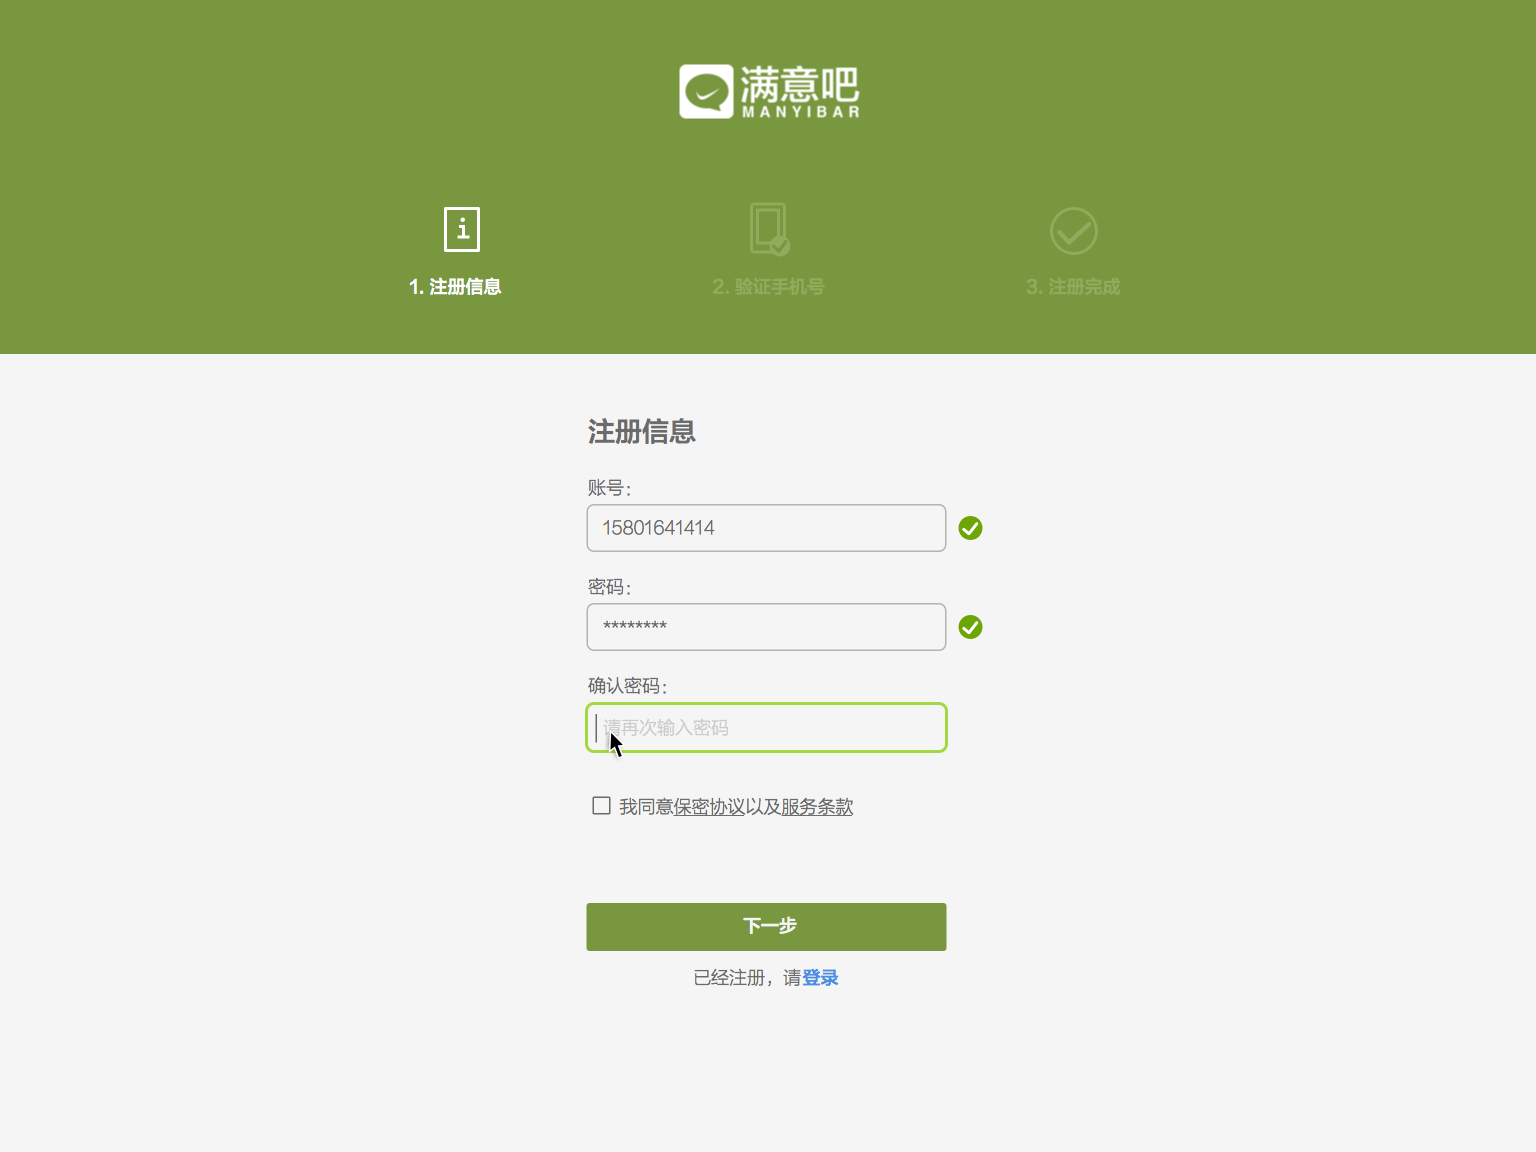 满意吧
MANYIBAR
1. 注册信息
2. 验证手机号
3. 注册完成
注册信息
账号：
15801641414
密码：
********
确认密码：
请再次输入密码
我同意保密协议以及服务条款
下一步
已经注册，请登录